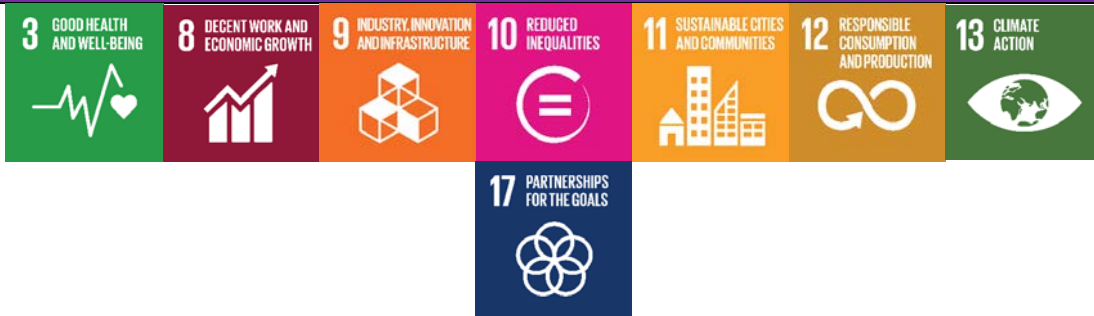 3 GOOD HEALTH
AND WELL-BEING
8 DECENT WORK AND
ECONOMIC GROWTH
9 INDUSTRY, INNOVATION
AND INFRASTRUCTURE
10 REDUCED
INEQUALITIES
11 SUSTAINABLE CITIES
AND COMMUNITIES
12 RESPONSIBLE
CONSUMPTION
AND PRODUCTION
13 CLIMATE
ACTION
17 PARTNERSHIPS
FOR THE GOALS